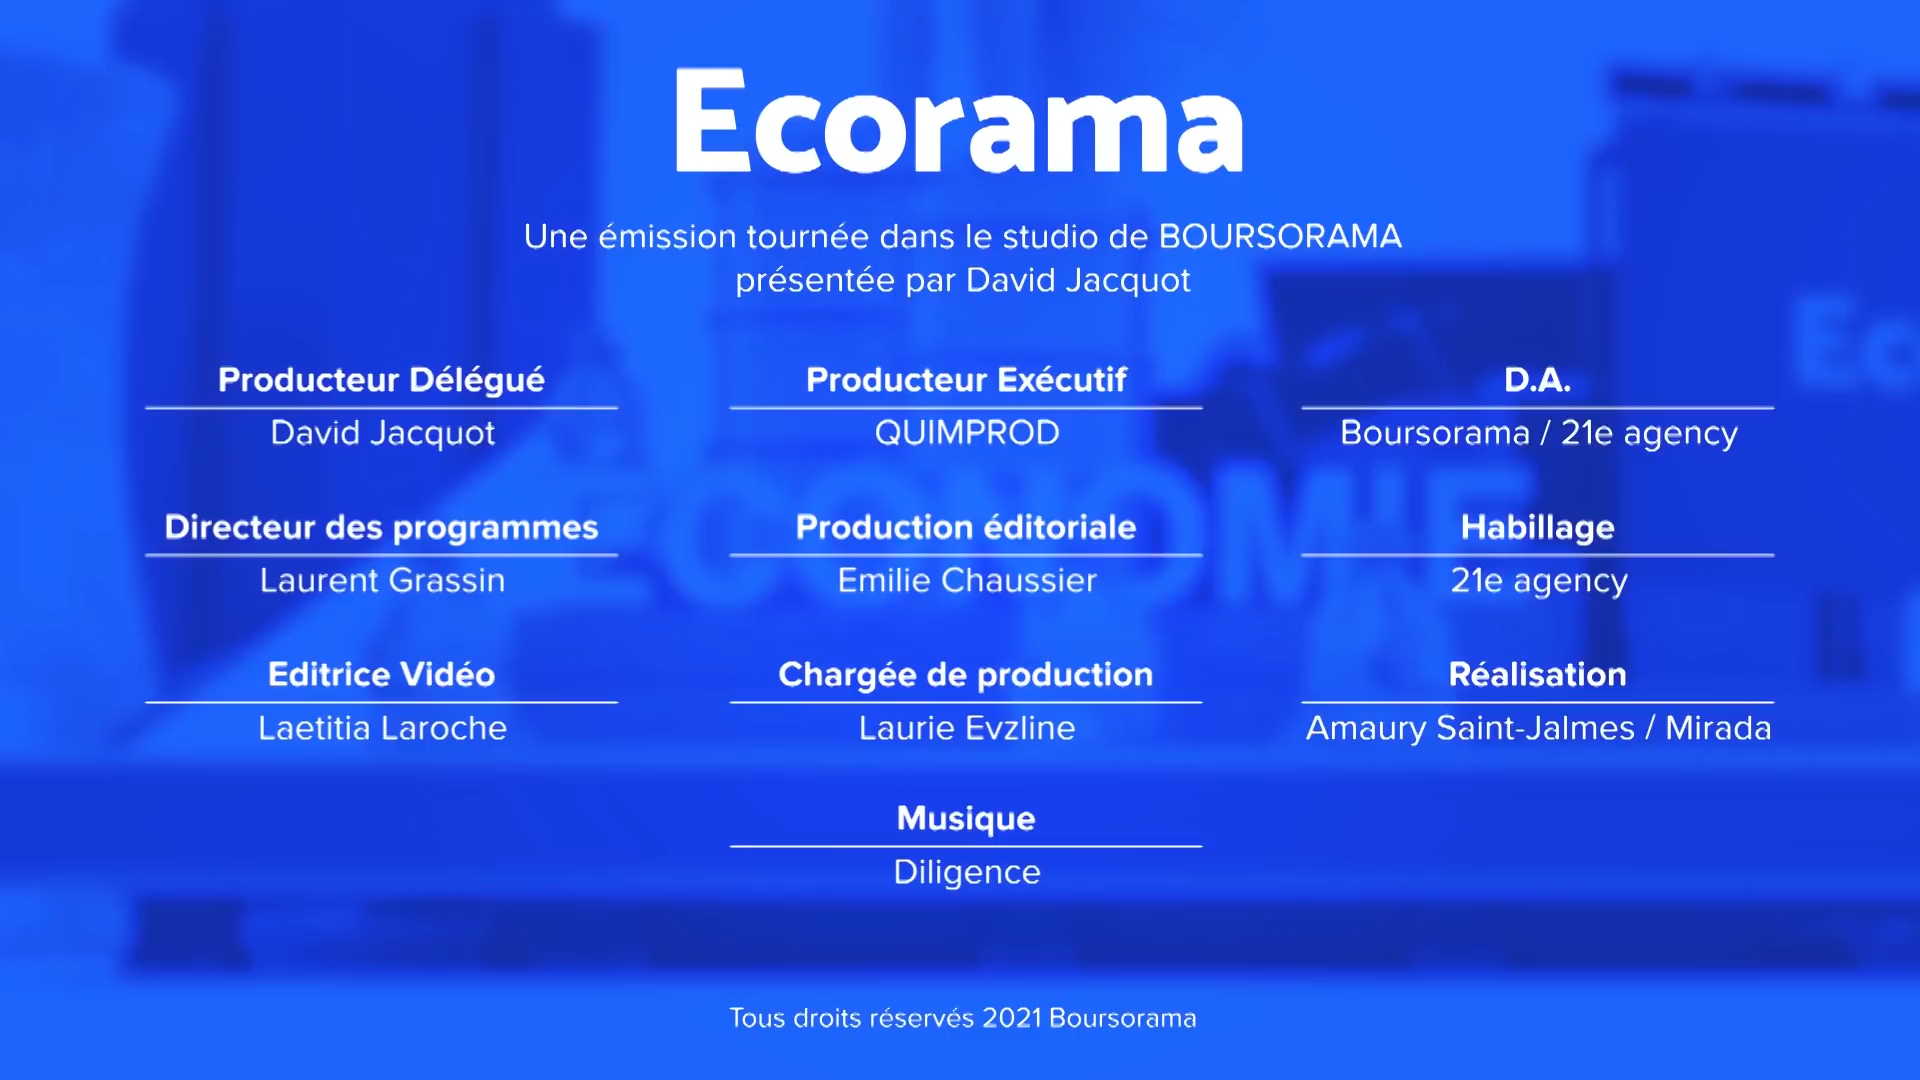 Ecorama
Une émission tournée dans le studio de BOURSORAMA
présentée par David Jacquot
Producteur Délégué
David Jacquot
Producteur Exécutif
QUIMPROD
D.A.
Boursorama / 21e agency
Directeur des programmes
Laurent Grassin
Production éditoriale
Emilie Chaussier
Habillage
21e agency
Editrice Vidéo
Laetitia Laroche
Chargée de production
Laurie Evzline
Réalisation
Amaury Saint-Jalmes / Mirada
Musique
Diligence
Tous droits réservés 2021 Boursorama
ÉCONOMIE
Ec